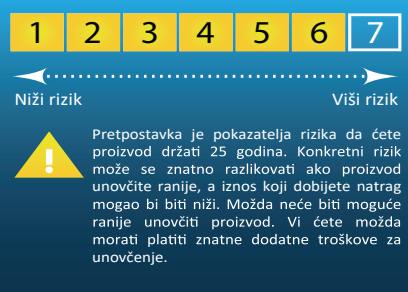 1 2 3 4 5 6 7
Niži rizik Viši rizik
!
Pretpostavka je pokazatelja rizika da ćete
proizvod držati 25 godina. Konkretni rizik
može se znatno razlikovati ako proizvod
unovčite ranije, a iznos koji dobijete natrag
mogao bi biti niži. Možda neće biti moguće
ranije unovčiti proizvod. Vi ćete možda
morati platiti znatne dodatne troškove za
unovčenje.